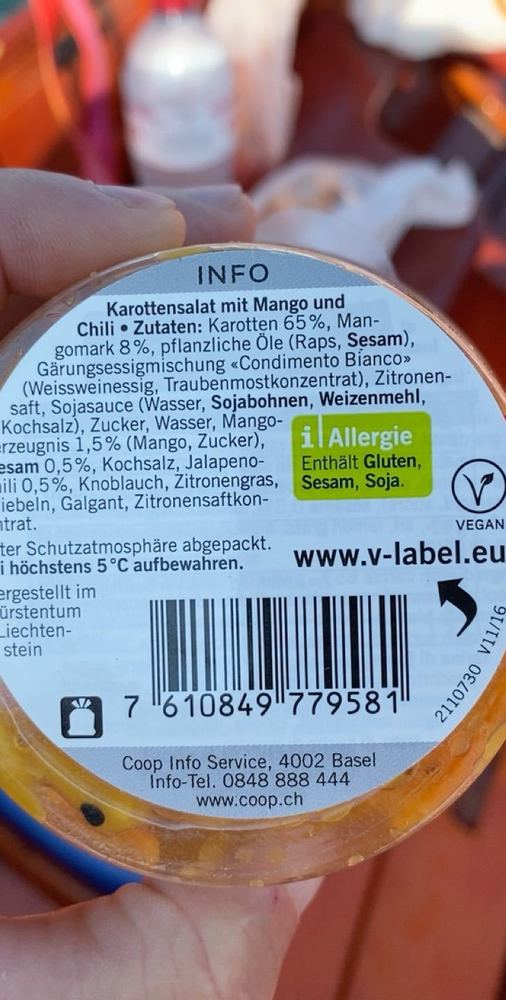 INFO
Karottensalat mit Mango und
Chili • Zutaten: Karotten 65%, Man-
gomark 8%, pflanzliche Öle (Raps, Sesam),
Gärungsessigmischung «Condimento Bianco»
(Weissweinessig, Traubenmostkonzentrat), Zitronen-
saft, Sojasauce (Wasser, Sojabohnen, Weizenmehl,
Kochsalz), Zucker, Wasser, Mango-
rzeugnis 1,5% (Mango, Zucker),
esam 0,5%, Kochsalz, Jalapeno-
ili 0,5%, Knoblauch, Zitronengras,
iebeln, Galgant, Zitronensaftkon-
ntrat.
i Allergie
Enthält Gluten,
Sesam, Soja.
VEGAN
ter Schutzatmosphäre abgepackt.
i höchstens 5°C aufbewahren.
www.v-label.eu
ergestellt im
ürstentum
Liechten-
stein
7 610849 779581
2110730 V11/16
Coop Info Service, 4002 Basel
Info-Tel. 0848 888 444
www.coop.ch